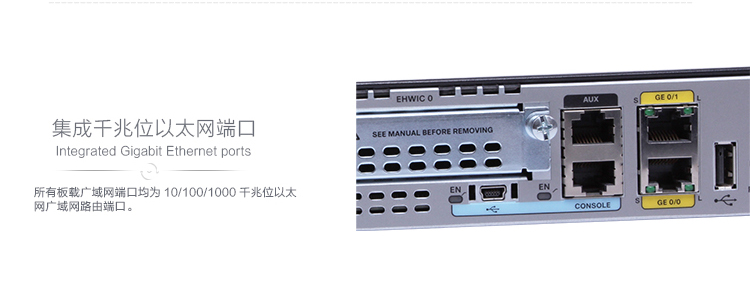 集成千兆位以太网端口
Integrated Gigabit Ethernet ports
所有板载广域网端口均为 10/100/1000 千兆位以太
网广域网路由端口。
EHWIC 0
SEE MANUAL BEFORE REMOVING
AUX
S GE 0/1 L
EN
EN
CONSOLE
S GE 0/0 L